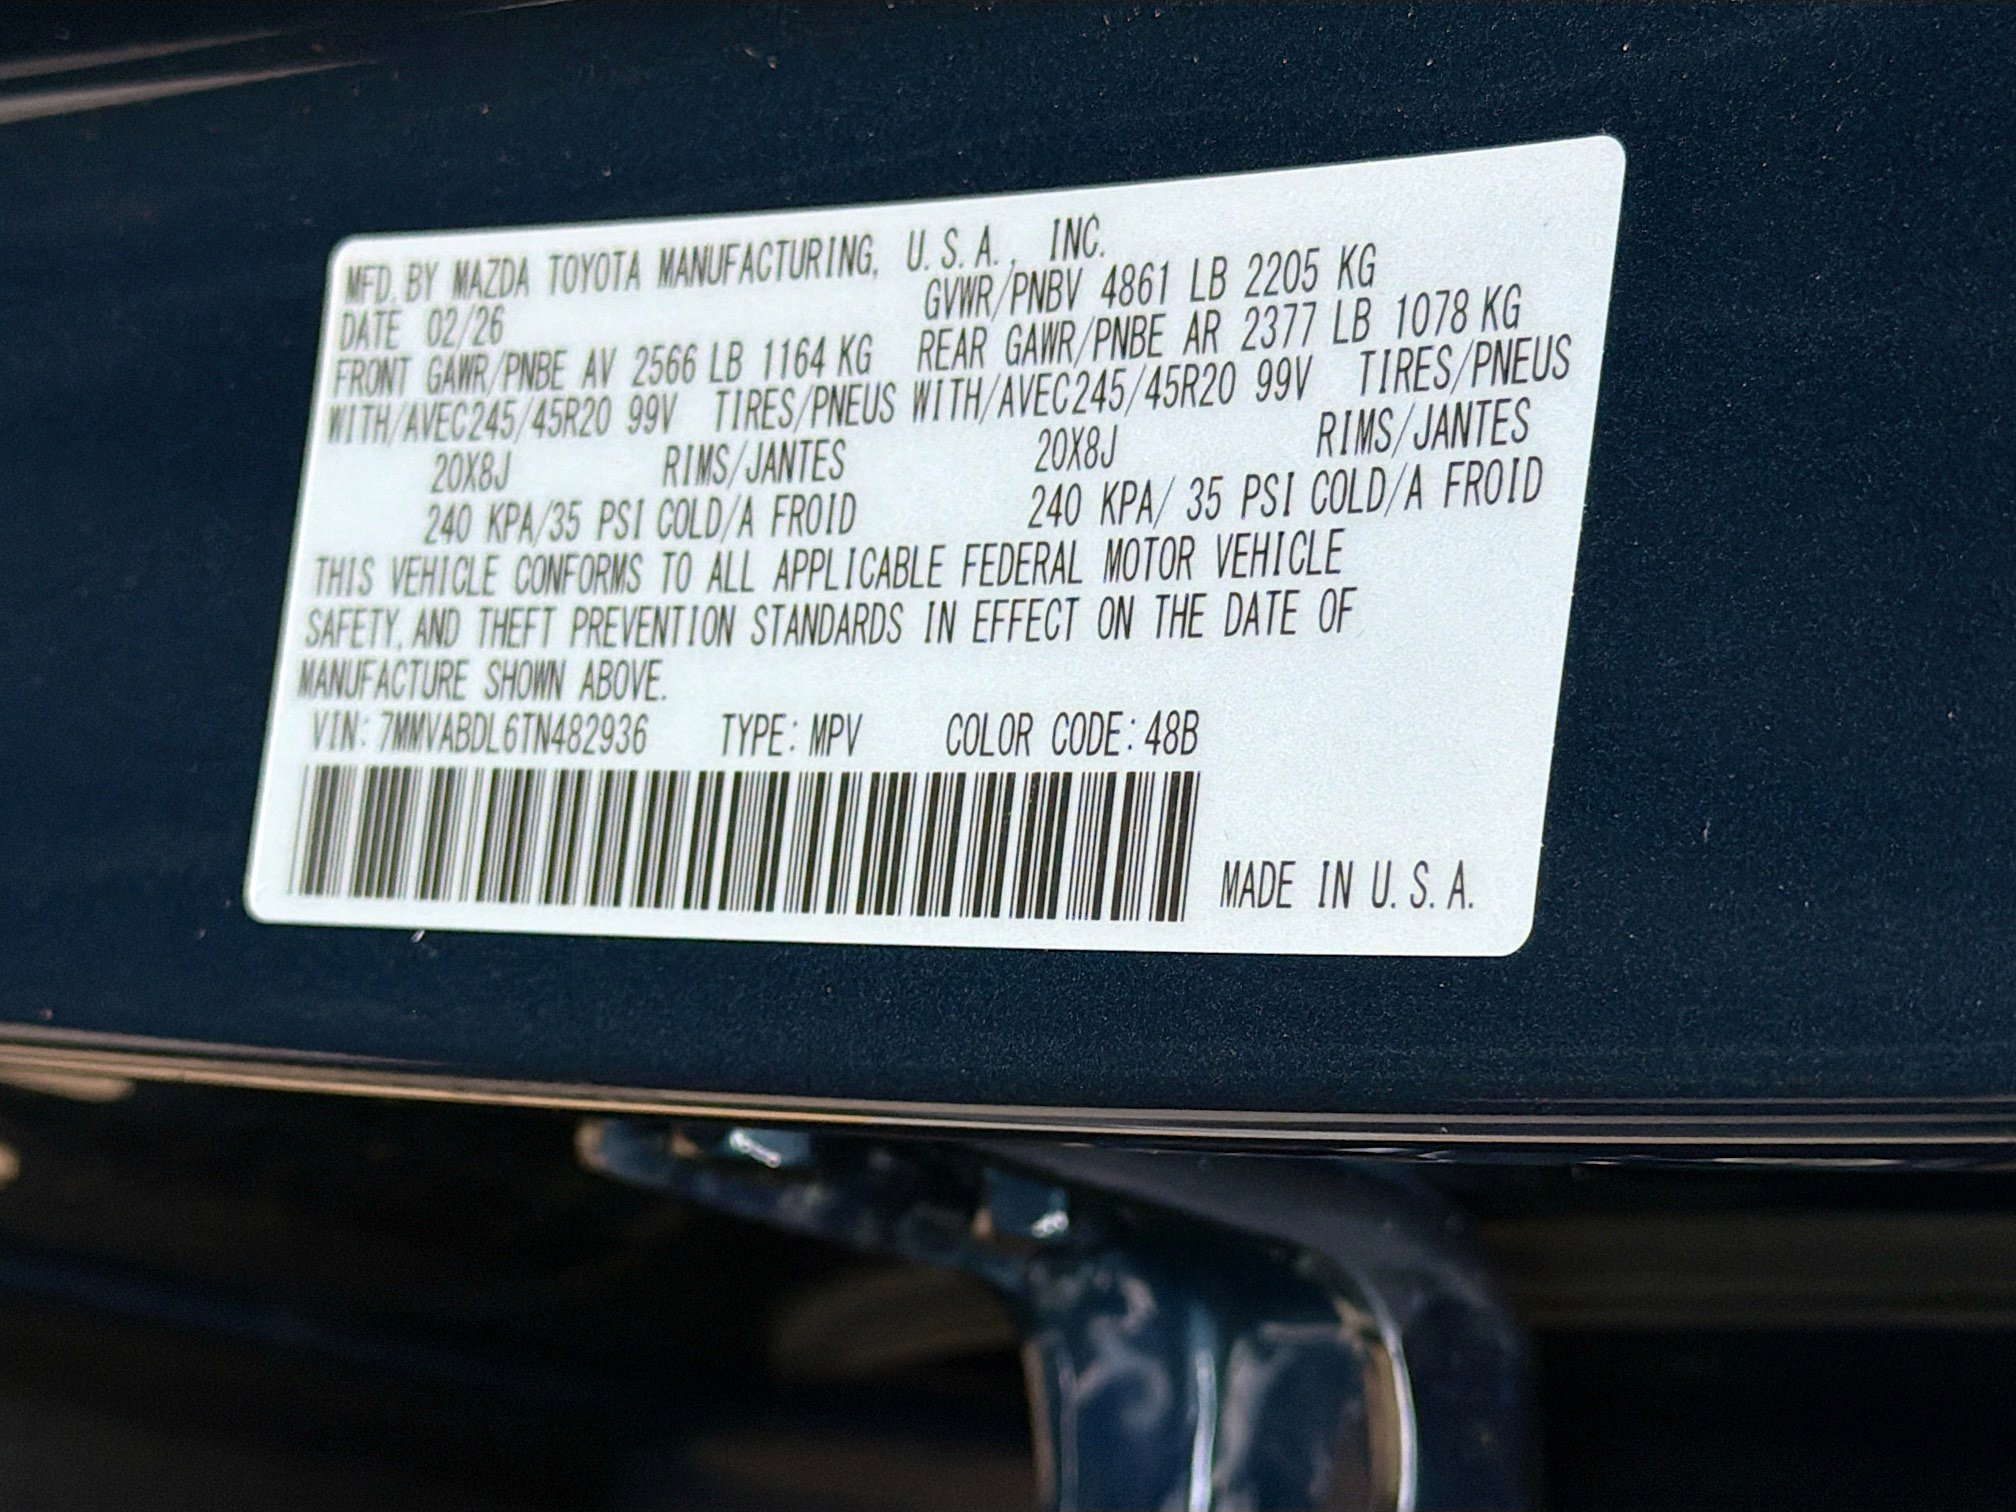 MFD. BY MAZDA TOYOTA MANUFACTURING, U.S.A., INC.
DATE 02/26 GVWR/PNBV 4861 LB 2205 KG
FRONT GAWR/PNBE AV 2566 LB 1164 KG REAR GAWR/PNBE AR 2377 LB 1078 KG
WITH/AVEC245/45R20 99V TIRES/PNEUS WITH/AVEC245/45R20 99V TIRES/PNEUS
20X8J RIMS/JANTES 20X8J RIMS/JANTES
240 KPA/35 PSI COLD/A FROID 240 KPA/ 35 PSI COLD/A FROID
THIS VEHICLE CONFORMS TO ALL APPLICABLE FEDERAL MOTOR VEHICLE
SAFETY, AND THEFT PREVENTION STANDARDS IN EFFECT ON THE DATE OF
MANUFACTURE SHOWN ABOVE.
VIN: 7MMVABDL6TN482936 TYPE: MPV COLOR CODE: 48B
MADE IN U.S.A.